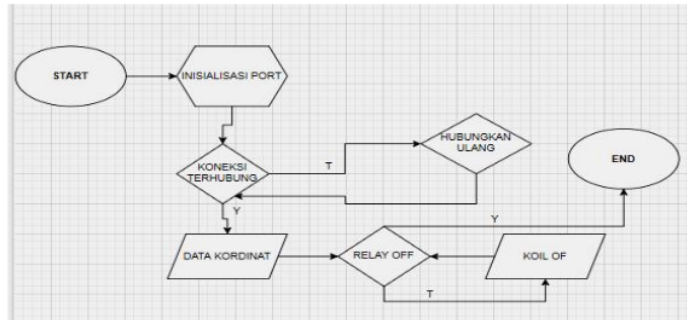 START
INISIALISASI PORT
KONEKSI
TERHUBUNG
T
HUBUNGKAN
ULANG
END
Y
DATA KORDINAT
RELAY OFF
Y
KOIL OF
T